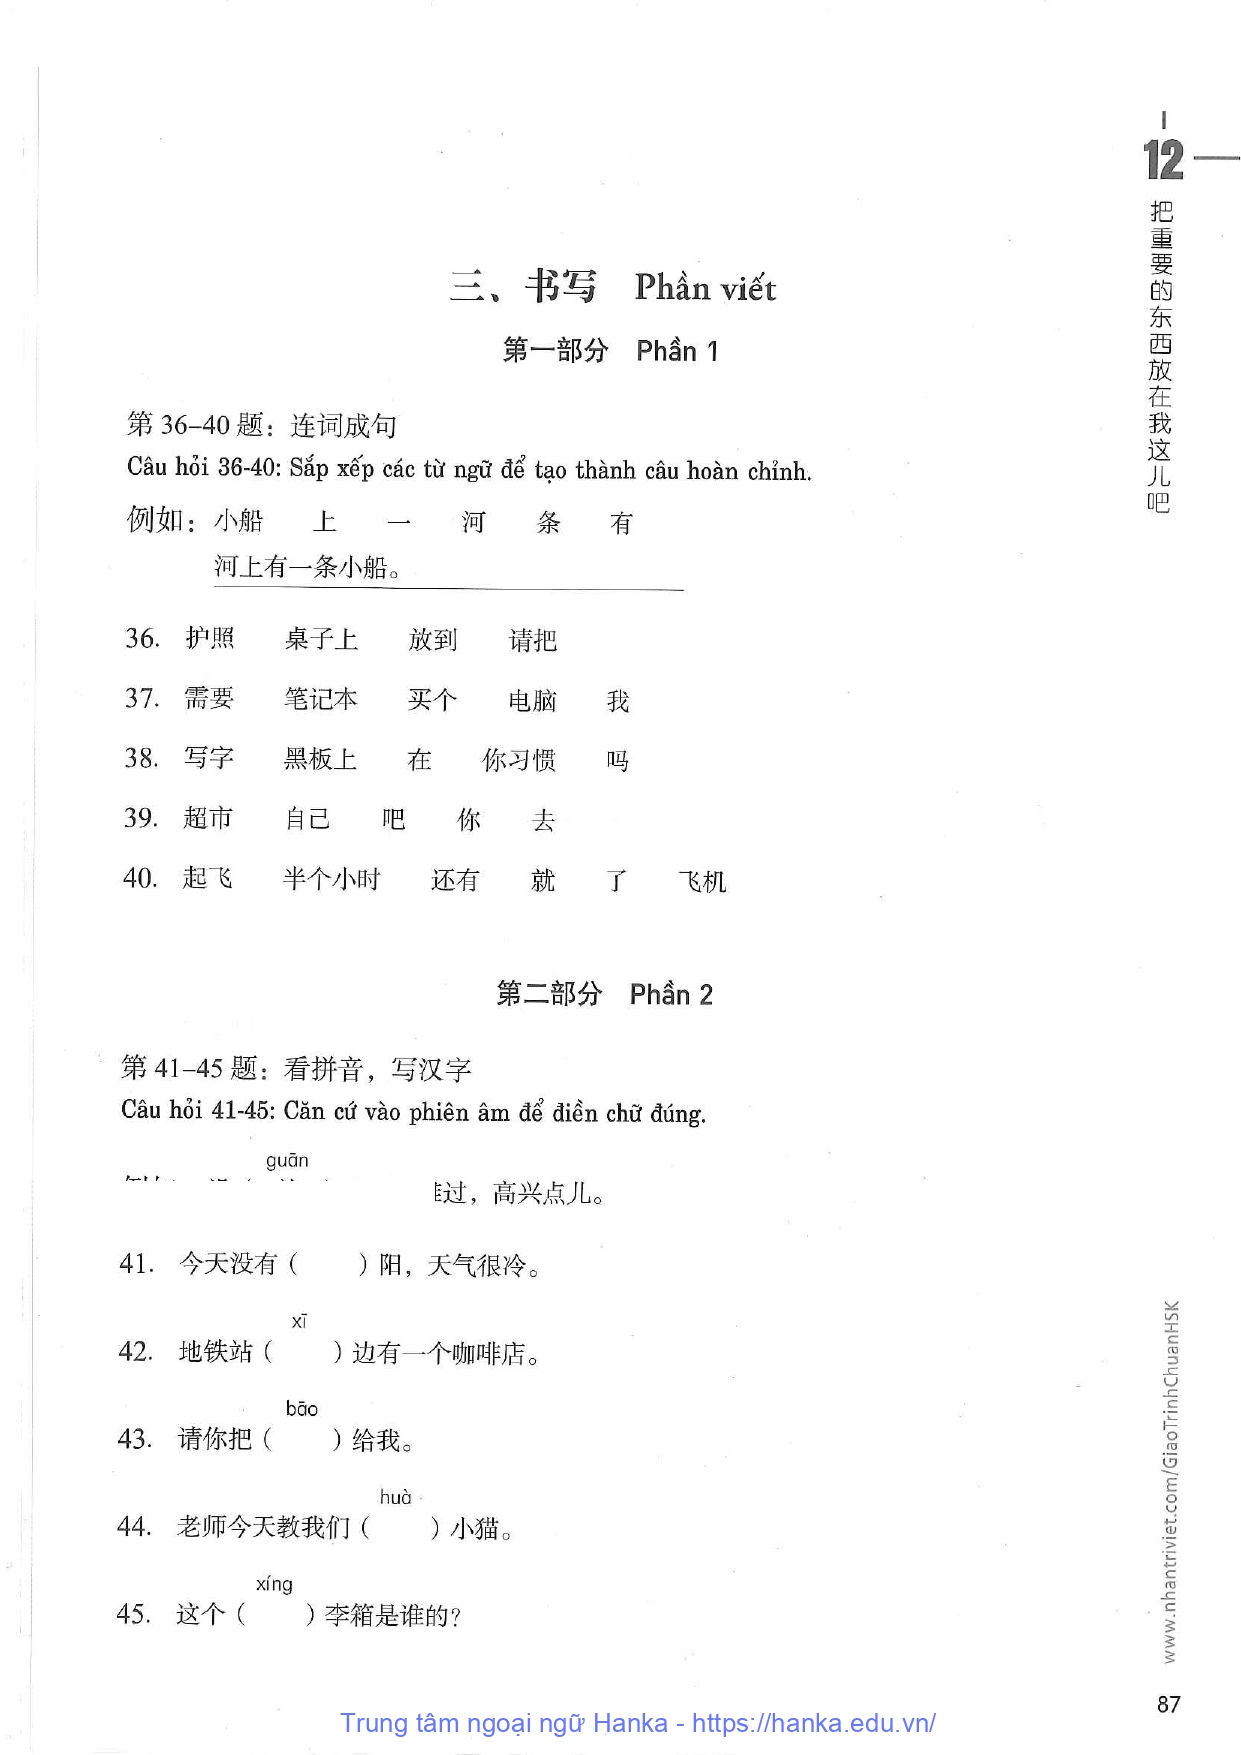 12
把重要的东西放在我这儿吧
三、书写 Phần viết
第一部分 Phần 1
第 36–40 题：连词成句
Câu hỏi 36-40: Sắp xếp các từ ngữ để tạo thành câu hoàn chỉnh.
例如：小船 上 一 河 条 有
河上有一条小船。
36. 护照 桌子上 放到 请把
37. 需要 笔记本 买个 电脑 我
38. 写字 黑板上 在 你习惯 吗
39. 超市 自己 吧 你 去
40. 起飞 半个小时 还有 就 了 飞机
第二部分 Phần 2
第 41–45 题：看拼音，写汉字
Câu hỏi 41-45: Căn cứ vào phiên âm để điền chữ đúng.
guān
过，高兴点儿。
41. 今天没有（ ）阳，天气很冷。
xī
42. 地铁站（ ）边有一个咖啡店。
bāo
43. 请你把（ ）给我。
huà
44. 老师今天教我们（ ）小猫。
xíng
45. 这个（ ）李箱是谁的?
www.nhantriviet.com/GiaoTrinhChuanHSK
87
Trung tâm ngoại ngữ Hanka - https://hanka.edu.vn/